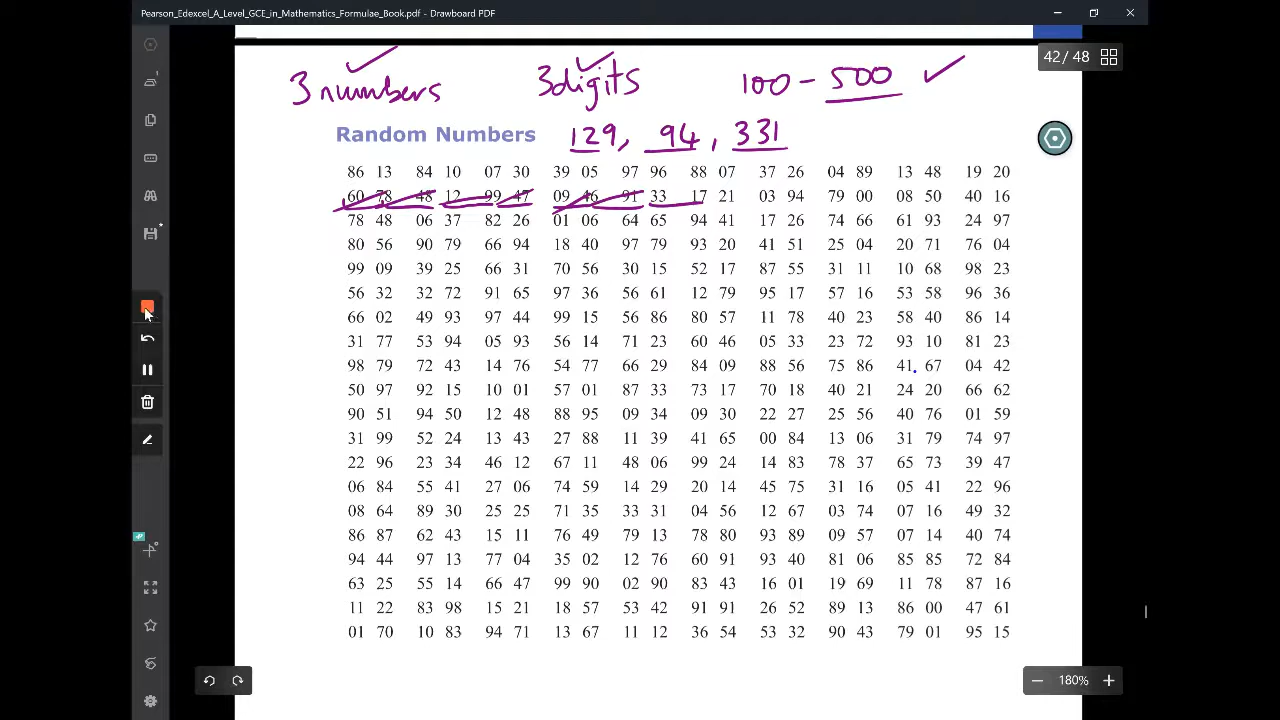 Pearson_Edexcel_A_Level_GCE_in_Mathematics_Formulae_Book.pdf - Drawboard PDF
42 / 48
3 numbers 3 digits 100 - 500
Random Numbers 129, 94, 331
86 13 84 10 07 30 39 05 97 96 88 07 37 26 04 89 13 48 19 20
60 78 48 12 99 47 09 46 91 33 17 21 03 94 79 00 08 50 40 16
78 48 06 37 82 26 01 06 64 65 94 41 17 26 74 66 61 93 24 97
80 56 90 79 66 94 18 40 97 79 93 20 41 51 25 04 20 71 76 04
99 09 39 25 66 31 70 56 30 15 52 17 87 55 31 11 10 68 98 23
56 32 32 72 91 65 97 36 56 61 12 79 95 17 57 16 53 58 96 36
66 02 49 93 97 44 99 15 56 86 80 57 11 78 40 23 58 40 86 14
31 77 53 94 05 93 56 14 71 23 60 46 05 33 23 72 93 10 81 23
98 79 72 43 14 76 54 77 66 29 84 09 88 56 75 86 41 67 04 42
50 97 92 15 10 01 57 01 87 33 73 17 70 18 40 21 24 20 66 62
90 51 94 50 12 48 88 95 09 34 09 30 22 27 25 56 40 76 01 59
31 99 52 24 13 43 27 88 11 39 41 65 00 84 13 06 31 79 74 97
22 96 23 34 46 12 67 11 48 06 99 24 14 83 78 37 65 73 39 47
06 84 55 41 27 06 74 59 14 29 20 14 45 75 31 16 05 41 22 96
08 64 89 30 25 25 71 35 33 31 04 56 12 67 03 74 07 16 49 32
86 87 62 43 15 11 76 49 79 13 78 80 93 89 09 57 07 14 40 74
94 44 97 13 77 04 35 02 12 76 60 91 93 40 81 06 85 85 72 84
63 25 55 14 66 47 99 90 02 90 83 43 16 01 19 69 11 78 87 16
11 22 83 98 15 21 18 57 53 42 91 91 26 52 89 13 86 00 47 61
01 70 10 83 94 71 13 67 11 12 36 54 53 32 90 43 79 01 95 15
180%